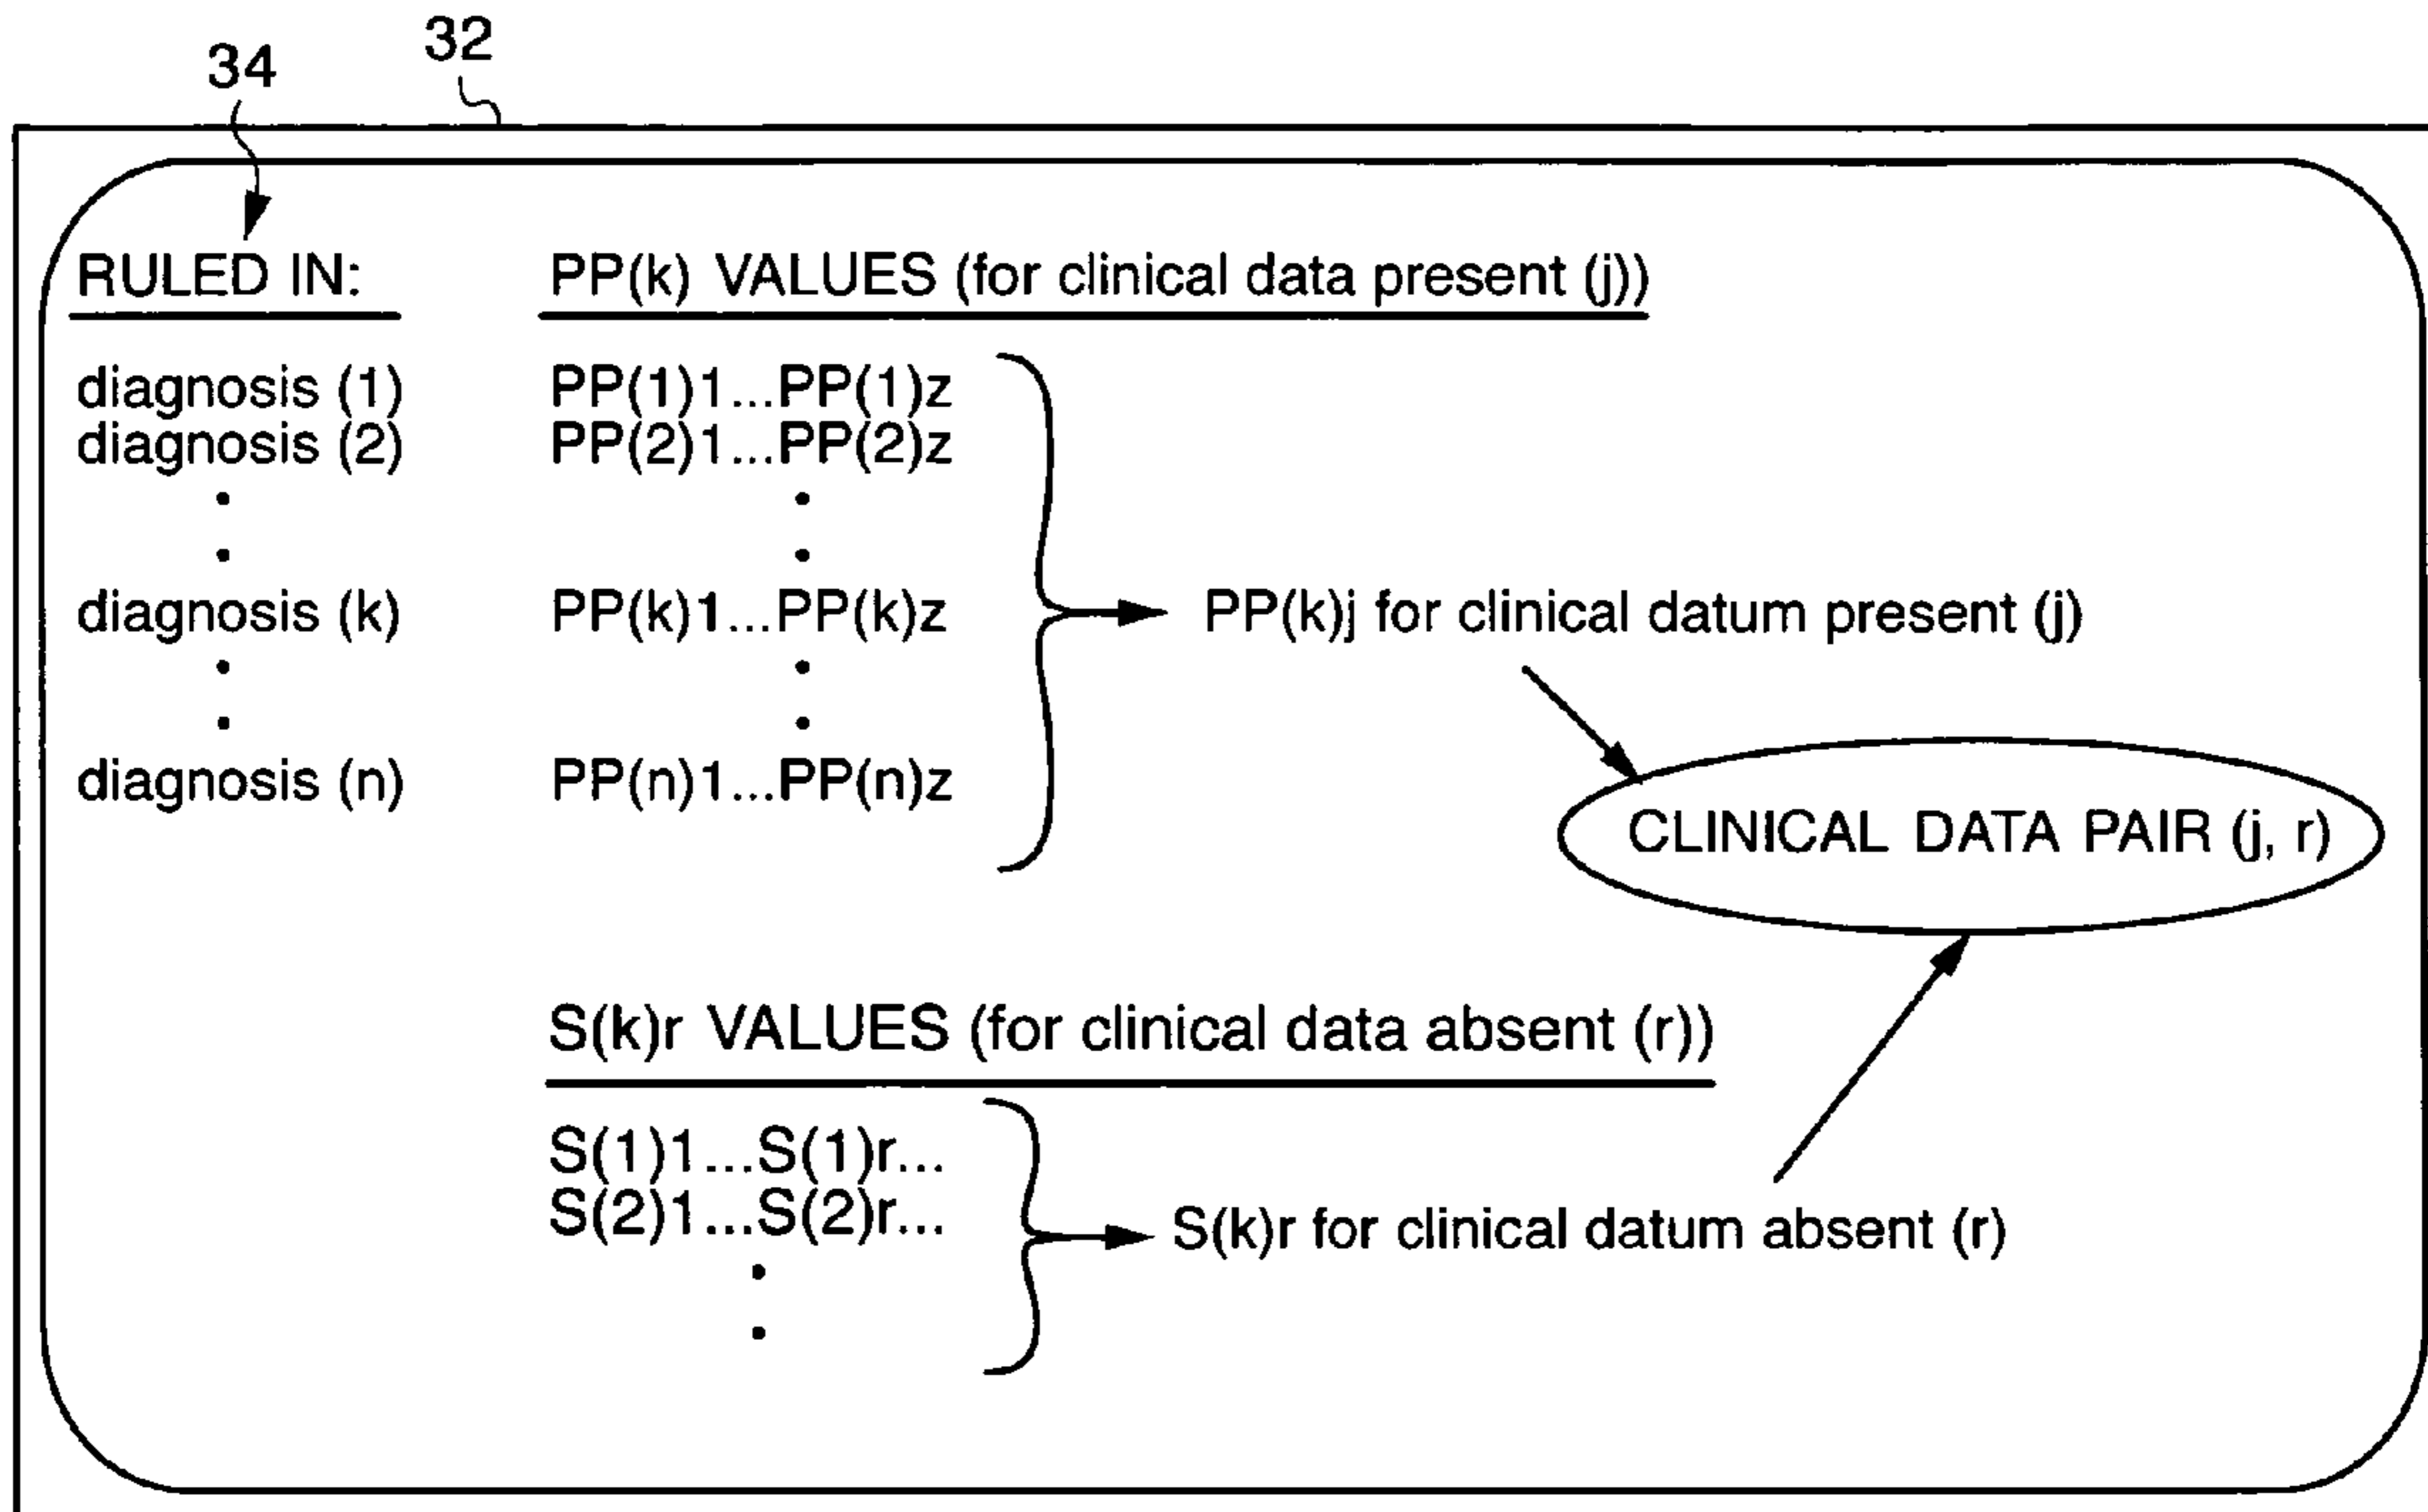 32
34
RULED IN: PP(k) VALUES (for clinical data present (j))
diagnosis (1) PP(1)1...PP(1)z
diagnosis (2) PP(2)1...PP(2)z
diagnosis (k) PP(k)1...PP(k)z PP(k)j for clinical datum present (j)
diagnosis (n) PP(n)1...PP(n)z
CLINICAL DATA PAIR (j, r)
S(k)r VALUES (for clinical data absent (r))
S(1)1...S(1)r...
S(2)1...S(2)r...
S(k)r for clinical datum absent (r)